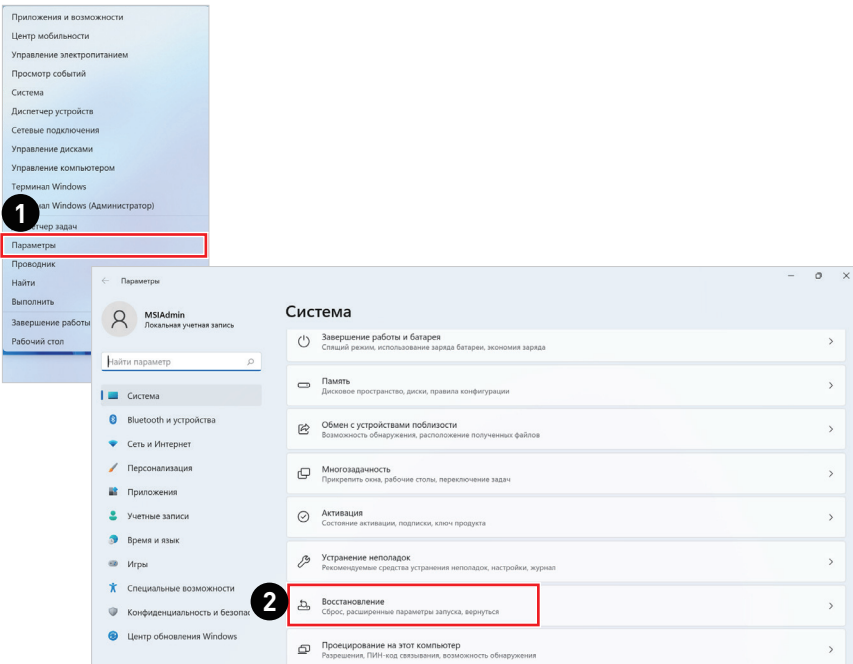 Приложения и возможности
Центр мобильности
Управление электропитанием
Просмотр событий
Система
Диспетчер устройств
Сетевые подключения
Управление дисками
Управление компьютером
Терминал Windows
Windows (Администратор)
1
задач
Параметры
Проводник
Найти
Выполнить
Завершение работы
Рабочий стол
Параметры
MSIAdmin
Локальная учетная запись
Найти параметр
Система
Bluetooth и устройства
Сеть и Интернет
Персонализация
Приложения
Учетные записи
Время и язык
Игры
Специальные возможности
Конфиденциальность и безопас
Центр обновления Windows
Система
Завершение работы и батарея
Спящий режим, использование заряда батареи, экономия заряда
Память
Дисковое пространство, диски, правила конфигурации
Обмен с устройствами поблизости
Возможность обнаружения, расположение полученных файлов
Многозадачность
Прикрепить окна, рабочие столы, переключение задач
Активация
Состояние активации, подписки, ключ продукта
Устранение неполадок
Рекомендуемые средства устранения неполадок, настройки, журнал
2
Восстановление
Сброс, расширенные параметры запуска, вернуться
Проецирование на этот компьютер
Разрешения, ПИН-код связывания, возможность обнаружения